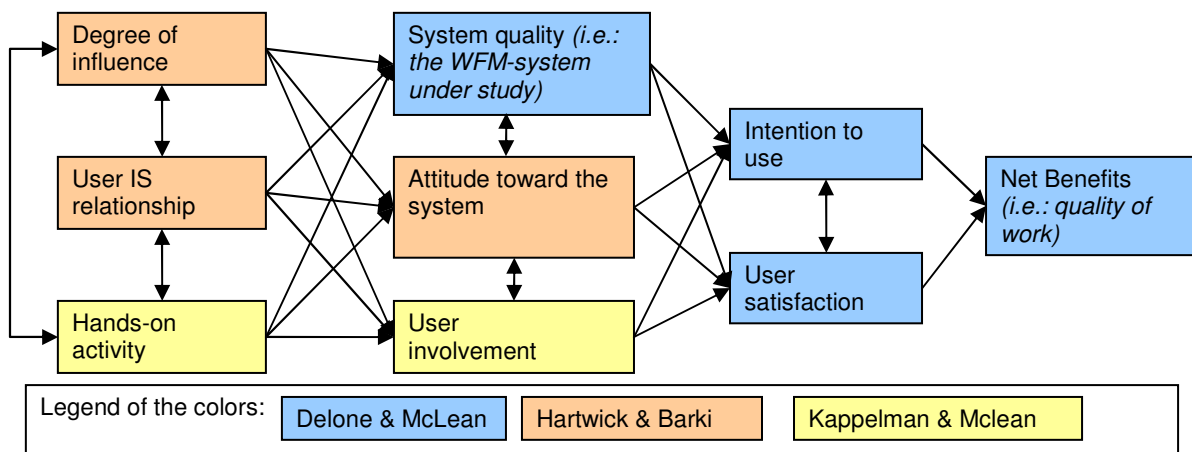 Degree of
influence
User IS
relationship
Hands-on
activity
System quality (i.e.:
the WFM-system
under study)
Attitude toward the
system
User
involvement
Intention to
use
User
satisfaction
Net Benefits
(i.e.: quality of
work)
Legend of the colors:
Delone & McLean
Hartwick & Barki
Kappelman & Mclean